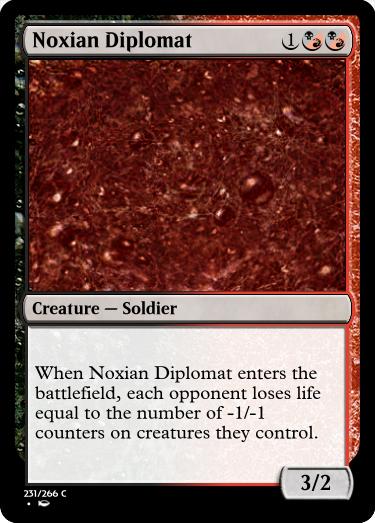 Noxian Diplomat 1
Creature — Soldier
When Noxian Diplomat enters the
battlefield, each opponent loses life
equal to the number of -1/-1
counters on creatures they control.
3/2
231/266 C